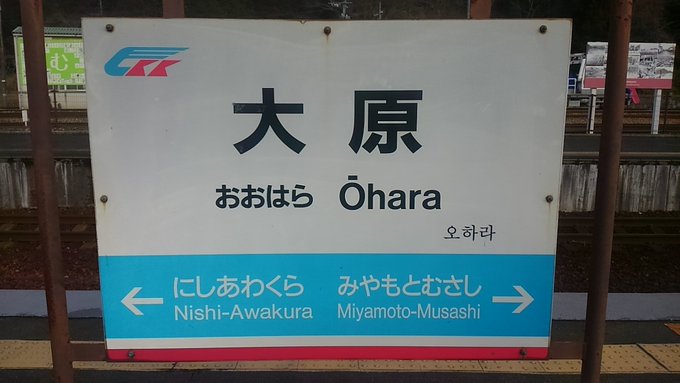 大原
おおはら Ōhara
오하라
にしあわくら みやもとむさし
Nishi-Awakura Miyamoto-Musashi
む